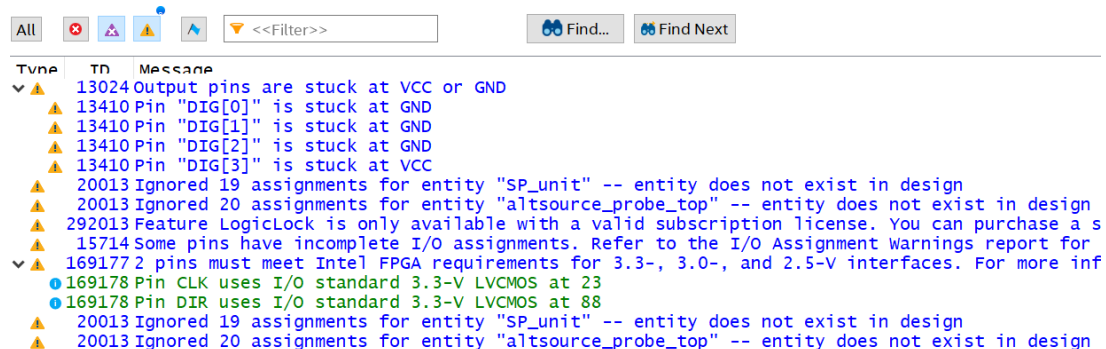 All <<Filter>> Find... Find Next
Type ID Message
13024 Output pins are stuck at VCC or GND
13410 Pin "DIG[0]" is stuck at GND
13410 Pin "DIG[1]" is stuck at GND
13410 Pin "DIG[2]" is stuck at GND
13410 Pin "DIG[3]" is stuck at VCC
20013 Ignored 19 assignments for entity "SP_unit" -- entity does not exist in design
20013 Ignored 20 assignments for entity "altsource_probe_top" -- entity does not exist in design
292013 Feature LogicLock is only available with a valid subscription license. You can purchase a s
15714 Some pins have incomplete I/O assignments. Refer to the I/O Assignment Warnings report for
169177 2 pins must meet Intel FPGA requirements for 3.3-, 3.0-, and 2.5-V interfaces. For more inf
169178 Pin CLK uses I/O standard 3.3-V LVCMOS at 23
169178 Pin DIR uses I/O standard 3.3-V LVCMOS at 88
20013 Ignored 19 assignments for entity "SP_unit" -- entity does not exist in design
20013 Ignored 20 assignments for entity "altsource_probe_top" -- entity does not exist in design